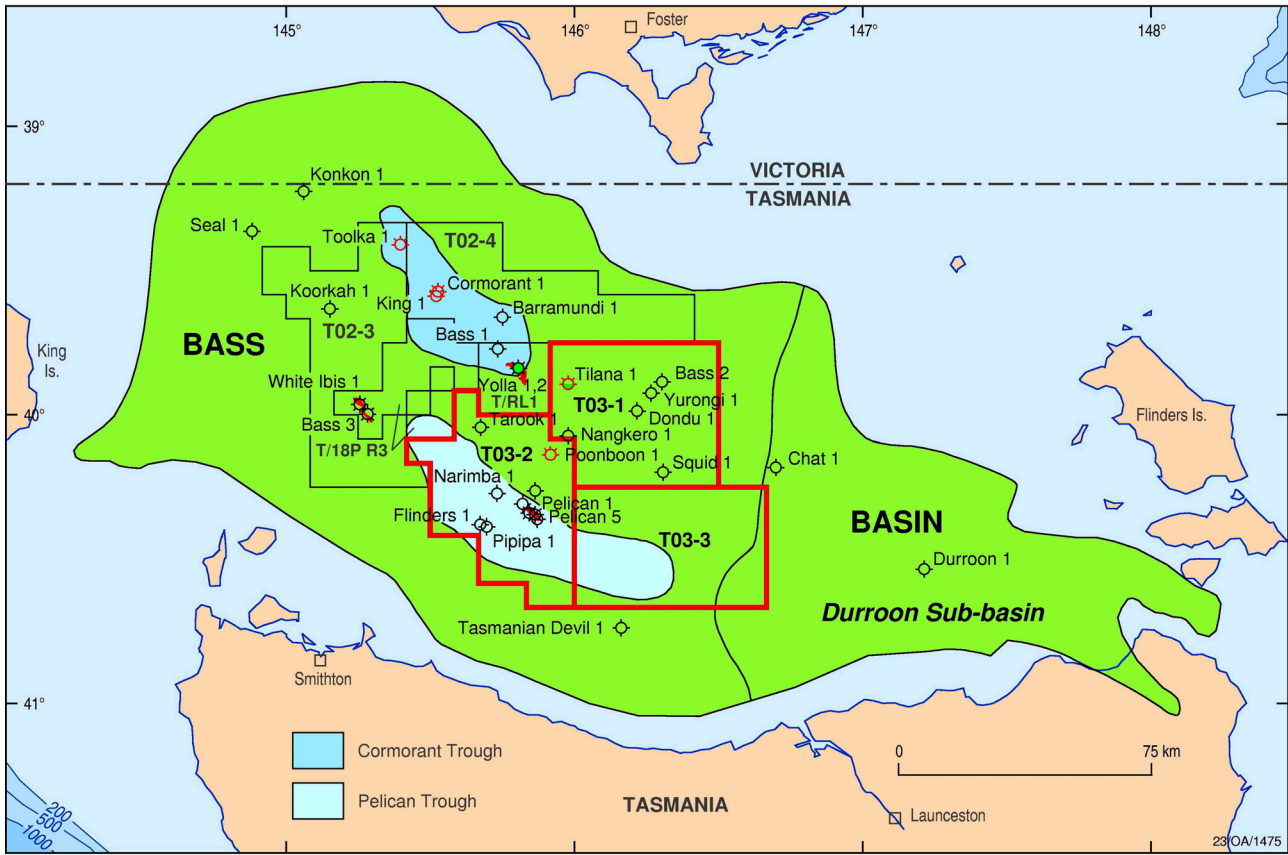 145°
146°
147°
148°
Foster
39°
VICTORIA
TASMANIA
Konkon 1
Seal 1
Toolka 1
T02-4
Cormorant 1
Koorkah 1
King 1
Barramundi 1
T02-3
BASS
Bass 1
King
Is.
White Ibis 1
Yolla 1,2
T/RL1
Tilana 1
Bass 2
Yurongi 1
T03-1
Dondu 1
40°
Bass 3
Tarook 1
Flinders Is.
T/18P R3
T03-2
Nangkero 1
Poonboon 1
Narimba 1
Squid 1
Chat 1
Pelican 1
Flinders 1
Pelican 5
Pipipa 1
T03-3
BASIN
Durroon 1
Durroon Sub-basin
Tasmanian Devil 1
Smithton
41°
Cormorant Trough
0
75 km
Pelican Trough
TASMANIA
Launceston
200
500
1000
23/OA/1475